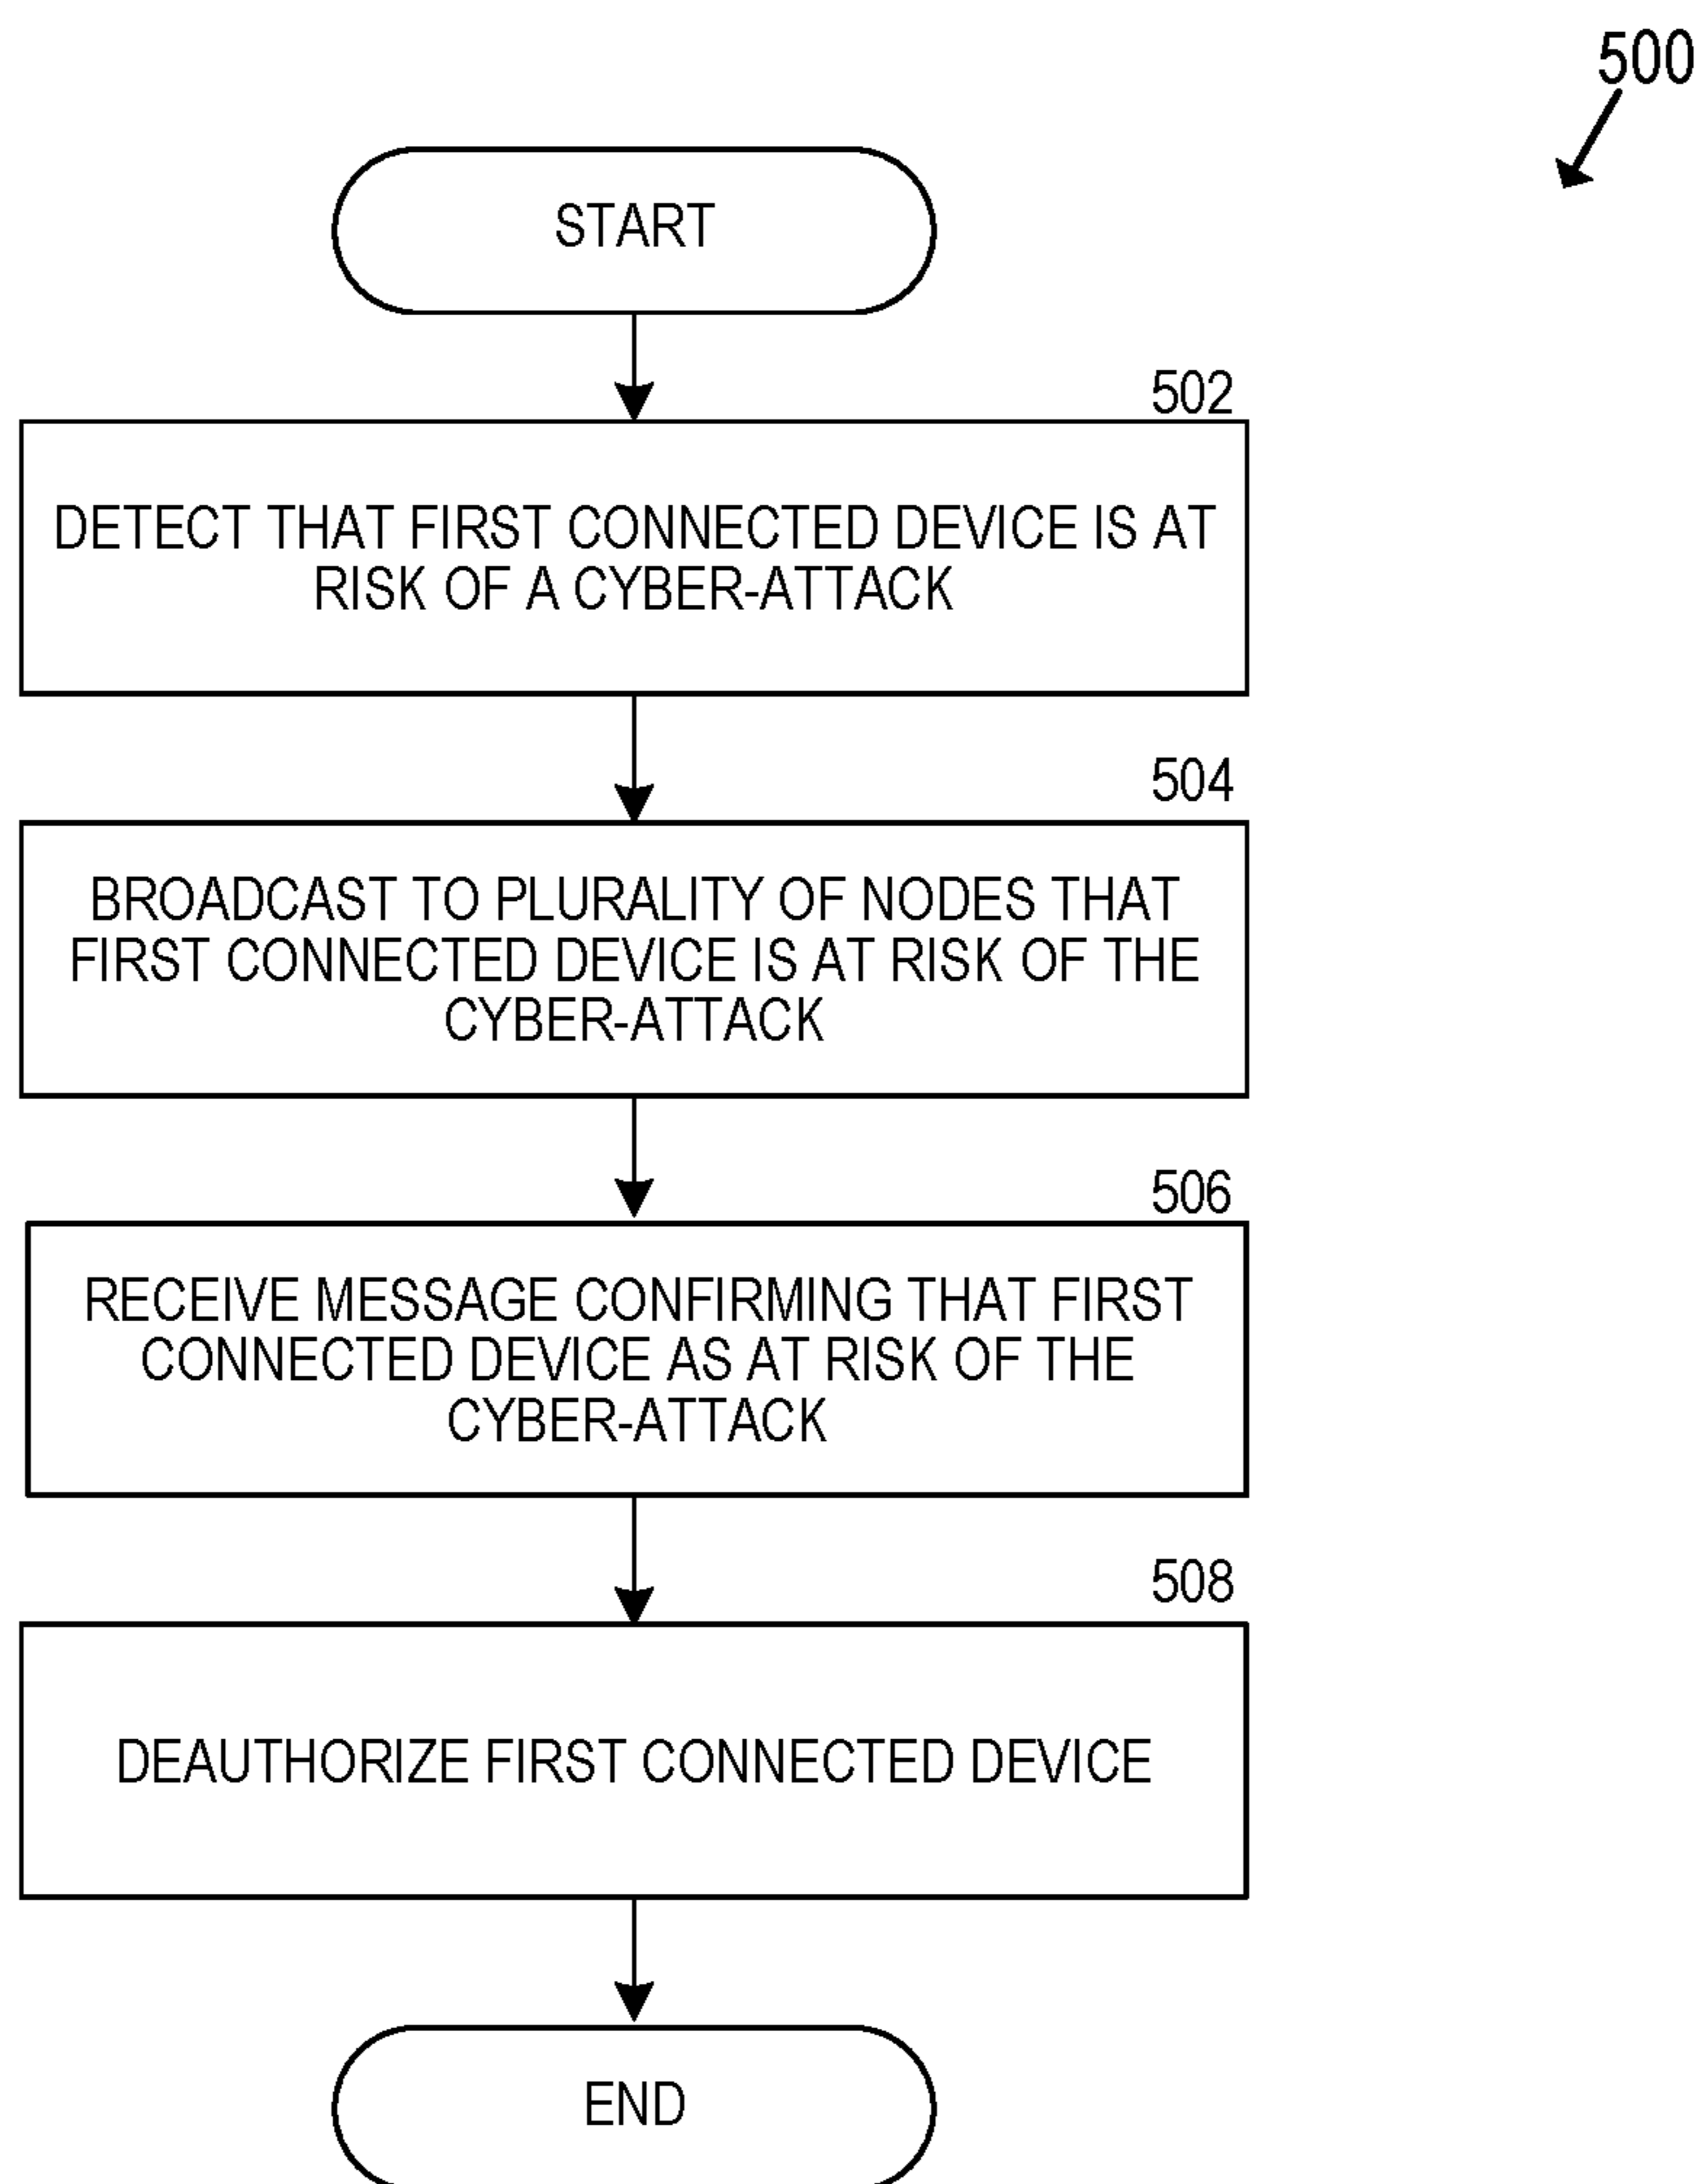 500
START
502
DETECT THAT FIRST CONNECTED DEVICE IS AT
RISK OF A CYBER-ATTACK
504
BROADCAST TO PLURALITY OF NODES THAT
FIRST CONNECTED DEVICE IS AT RISK OF THE
CYBER-ATTACK
506
RECEIVE MESSAGE CONFIRMING THAT FIRST
CONNECTED DEVICE AS AT RISK OF THE
CYBER-ATTACK
508
DEAUTHORIZE FIRST CONNECTED DEVICE
END